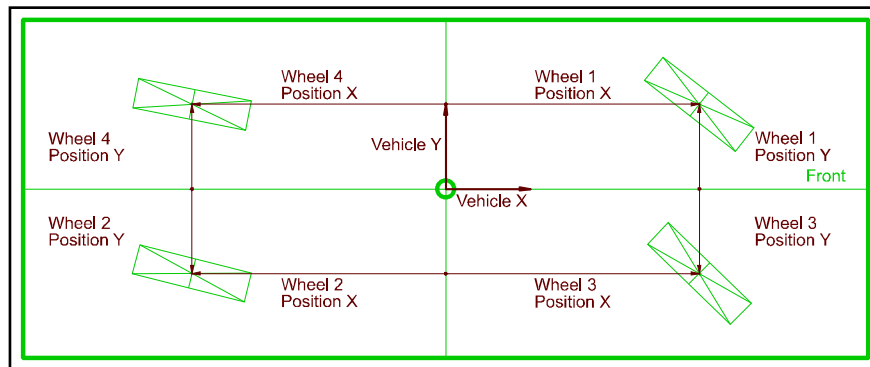 Wheel 4
Position X
Wheel 1
Position X
Wheel 4
Position Y
Vehicle Y
Wheel 1
Position Y
Front
Vehicle X
Wheel 2
Position Y
Wheel 3
Position Y
Wheel 2
Position X
Wheel 3
Position X